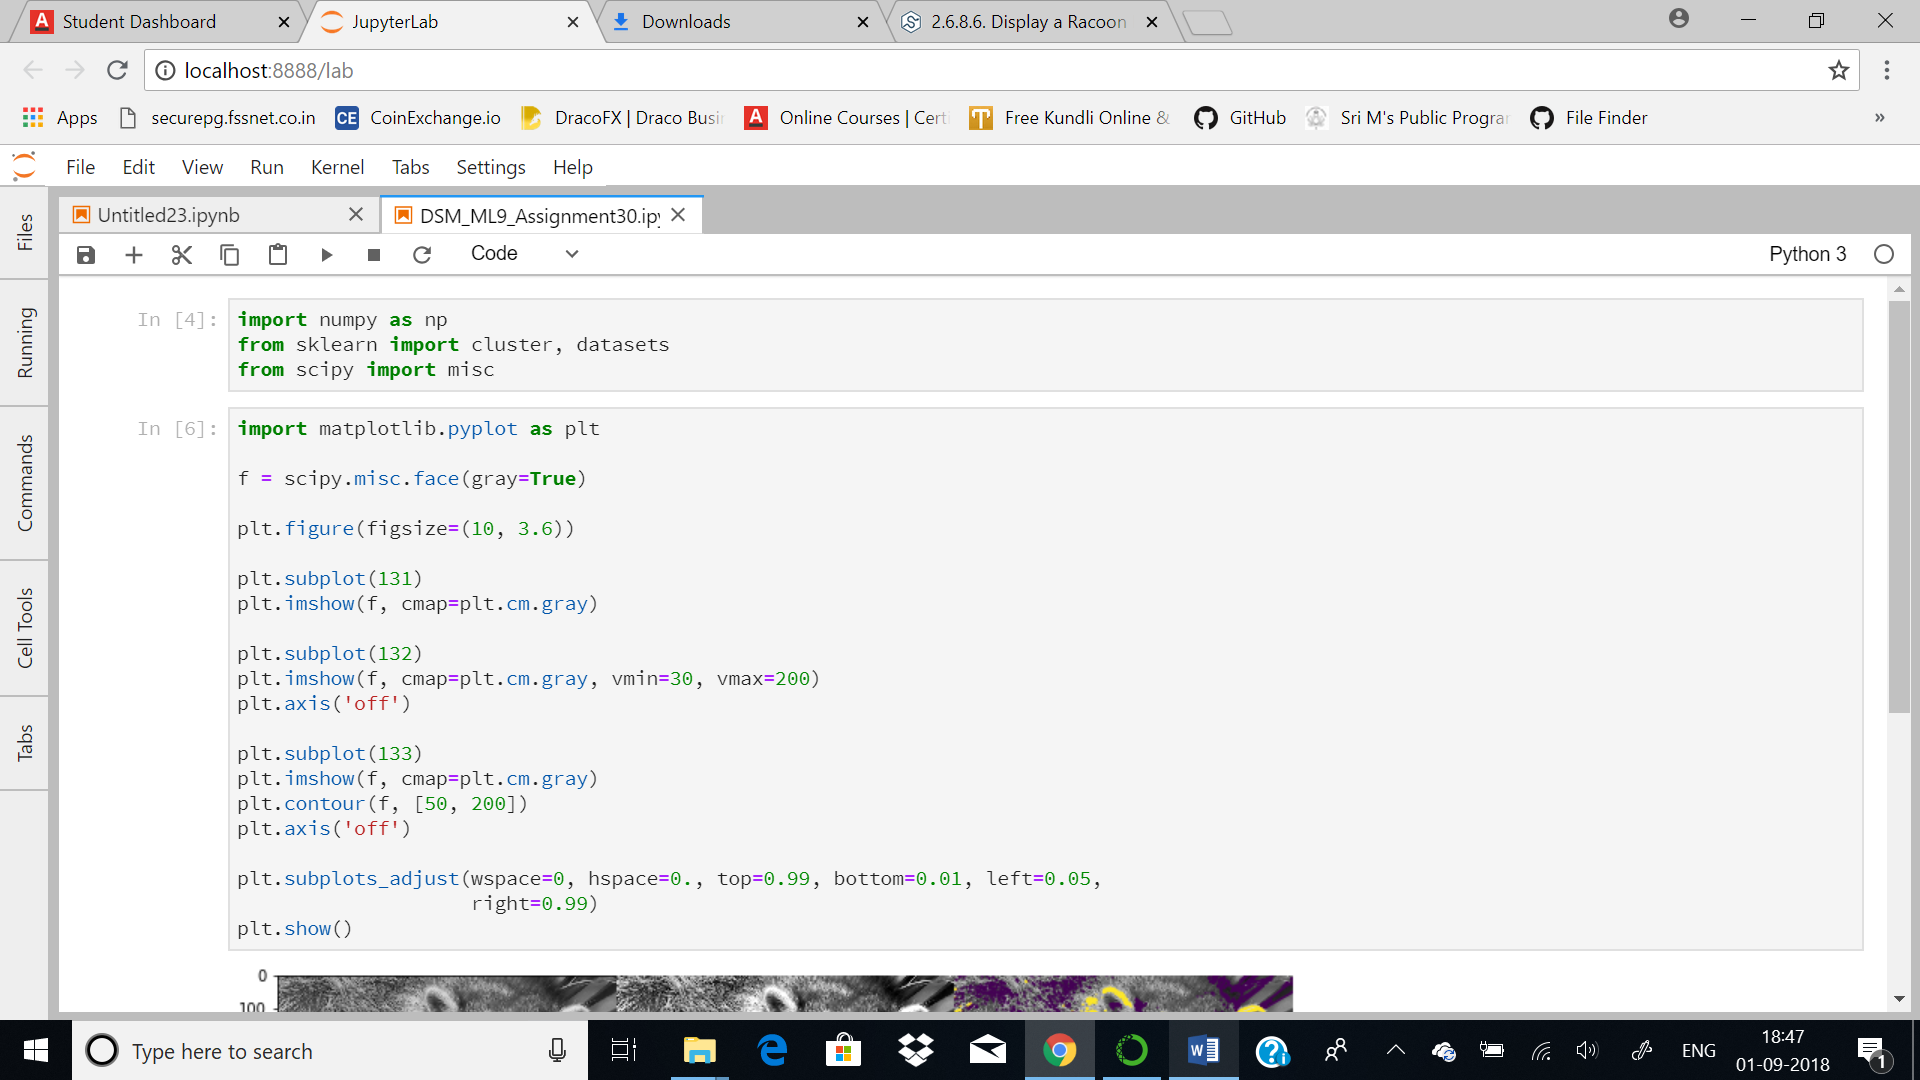 Student Dashboard
JupyterLab
Downloads
2.6.8.6. Display a Racoon
localhost:8888/lab
Apps
securepg.fssnet.co.in
CE
CoinExchange.io
DracoFX | Draco Busi
A
Online Courses | Certi
T
Free Kundli Online &
GitHub
Sri M's Public Progra
File Finder
»
File Edit View Run Kernel Tabs Settings Help
Untitled23.ipynb
DSM_ML9_Assignment30.ipy
Code
Python 3
Files
Running
Commands
Cell Tools
Tabs
In [4]:
import numpy as np
from sklearn import cluster, datasets
from scipy import misc
In [6]:
import matplotlib.pyplot as plt
f = scipy.misc.face(gray=True)
plt.figure(figsize=(10, 3.6))
plt.subplot(131)
plt.imshow(f, cmap=plt.cm.gray)
plt.subplot(132)
plt.imshow(f, cmap=plt.cm.gray, vmin=30, vmax=200)
plt.axis('off')
plt.subplot(133)
plt.imshow(f, cmap=plt.cm.gray)
plt.contour(f, [50, 200])
plt.axis('off')
plt.subplots_adjust(wspace=0, hspace=0., top=0.99, bottom=0.01, left=0.05,
right=0.99)
plt.show()
0
100
Type here to search
ENG
18:47
01-09-2018
1